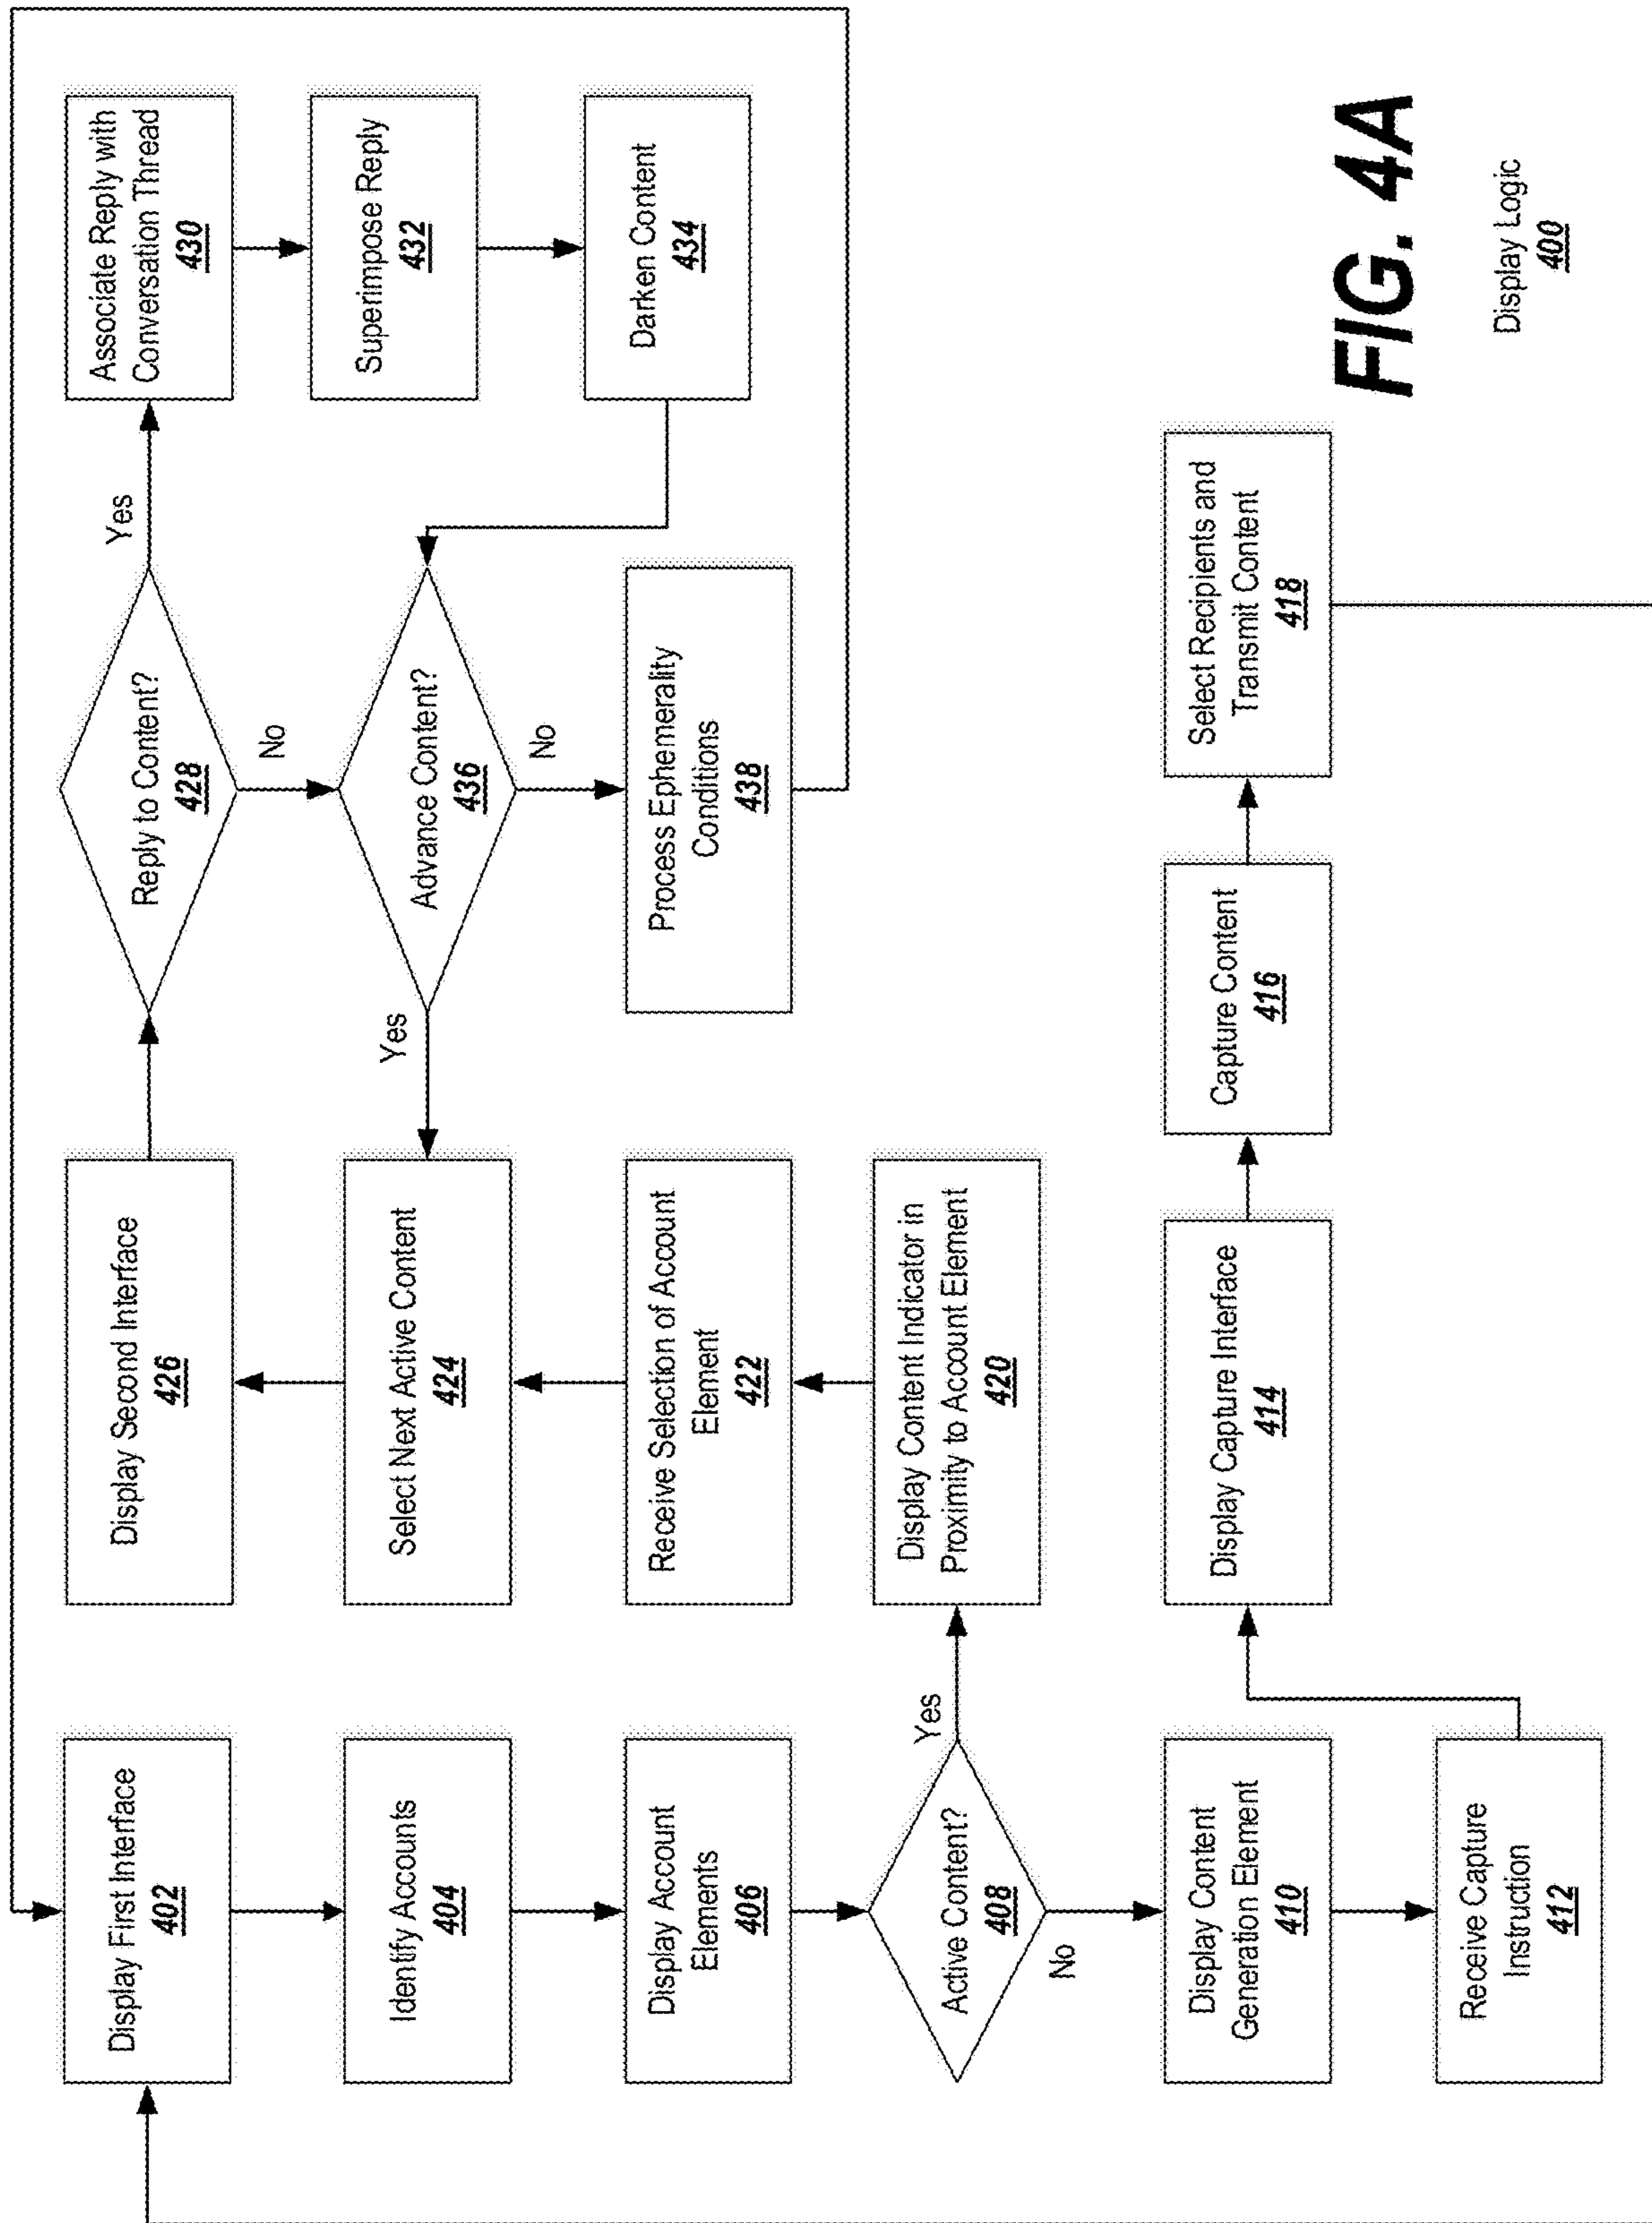 Display First Interface
402
Identify Accounts
404
Display Account
Elements
406
Active Content?
408
Yes
No
Display Content
Generation Element
410
Receive Capture
Instruction
412
Display Capture Interface
414
Capture Content
416
Select Recipients and
Transmit Content
418
Display Content Indicator in
Proximity to Account Element
420
Receive Selection of Account
Element
422
Select Next Active Content
424
Display Second Interface
426
Reply to Content?
428
Yes
No
Associate Reply with
Conversation Thread
430
Superimpose Reply
432
Darken Content
434
Advance Content?
436
Yes
No
Process Ephemerality
Conditions
438
FIG. 4A
Display Logic
400